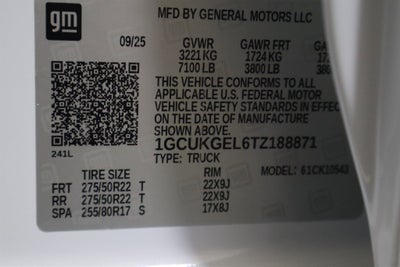 gm
MFD BY GENERAL MOTORS LLC
09/25 GVWR GAWR FRT GAW
3221 KG 1724 KG
7100 LB 3800 LB
THIS VEHICLE CONFORMS TO ALL
APPLICABLE U.S. FEDERAL MOTOR
VEHICLE SAFETY STANDARDS IN EF
ON THE DATE OF MANUFACTURE
SHOWN ABOVE.
1GCUKGEL6TZ188871
241L
TYPE: TRUCK
TIRE SIZE RIM MODEL: 61CK10543
FRT 275/50R22 T 22X9J
RR 275/50R22 T 22X9J
SPA 255/80R17 S 17X8J